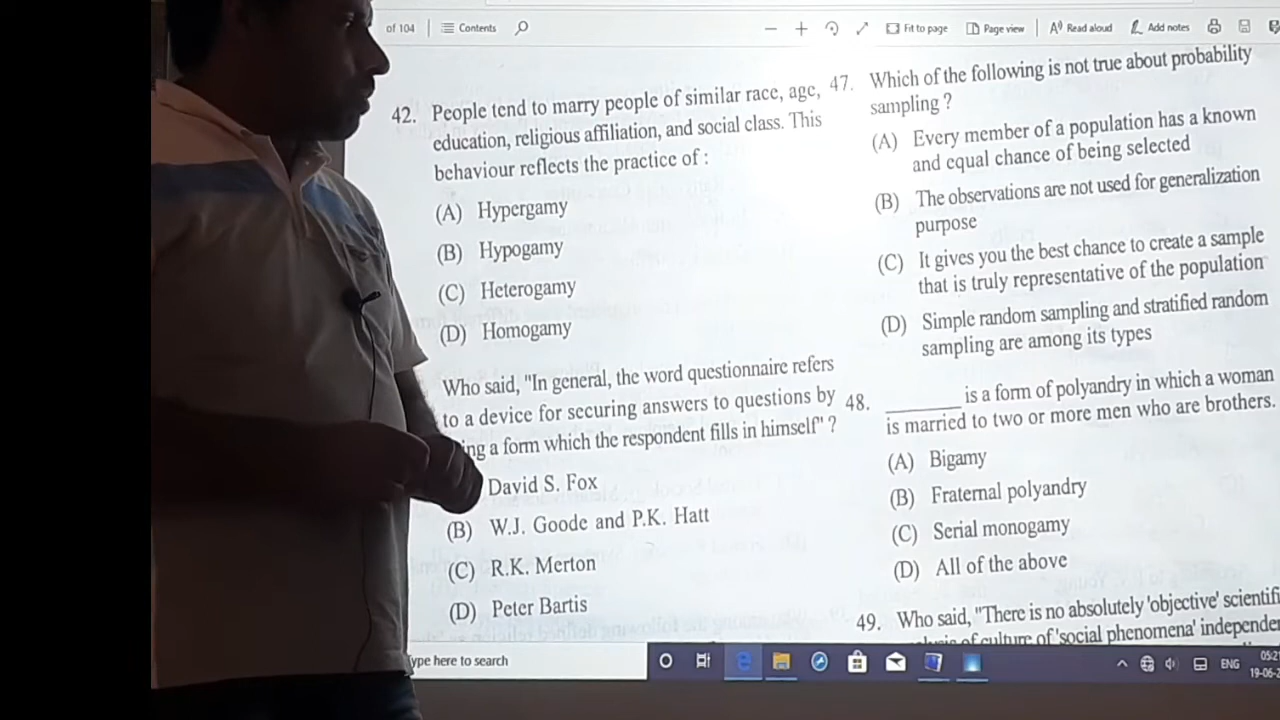 of 104
Contents
Fit to page
Page view
Read aloud
Add notes
42. People tend to marry people of similar race, age,
education, religious affiliation, and social class. This
behaviour reflects the practice of :
(A) Hypergamy
(B) Hypogamy
(C) Heterogamy
(D) Homogamy
Who said, "In general, the word questionnaire refers
to a device for securing answers to questions by
a form which the respondent fills in himself" ?
David S. Fox
(B) W.J. Goode and P.K. Hatt
(C) R.K. Merton
(D) Peter Bartis
47. Which of the following is not true about probability
sampling ?
(A) Every member of a population has a known
and equal chance of being selected
(B) The observations are not used for generalization
purpose
(C) It gives you the best chance to create a sample
that is truly representative of the population
(D) Simple random sampling and stratified random
sampling are among its types
48. ________ is a form of polyandry in which a woman
is married to two or more men who are brothers.
(A) Bigamy
(B) Fraternal polyandry
(C) Serial monogamy
(D) All of the above
49. Who said, "There is no absolutely 'objective'
of culture of 'social phenomena'
ype here to search
ENG